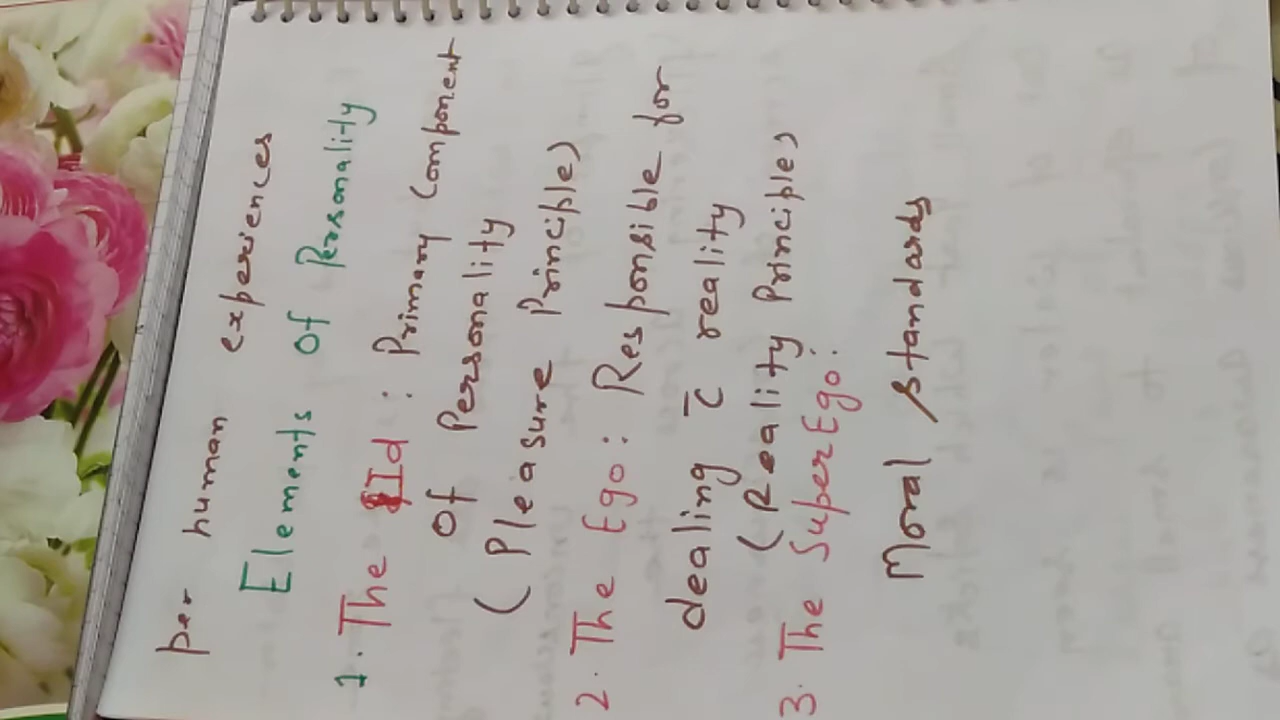 per human experiences
Elements of Personality
1. The Id : Primary Component
of Personality
(Pleasure Principle)
2. The Ego : Responsible for
dealing c̄ reality
(Reality Principles)
3. The SuperEgo:
Moral standards